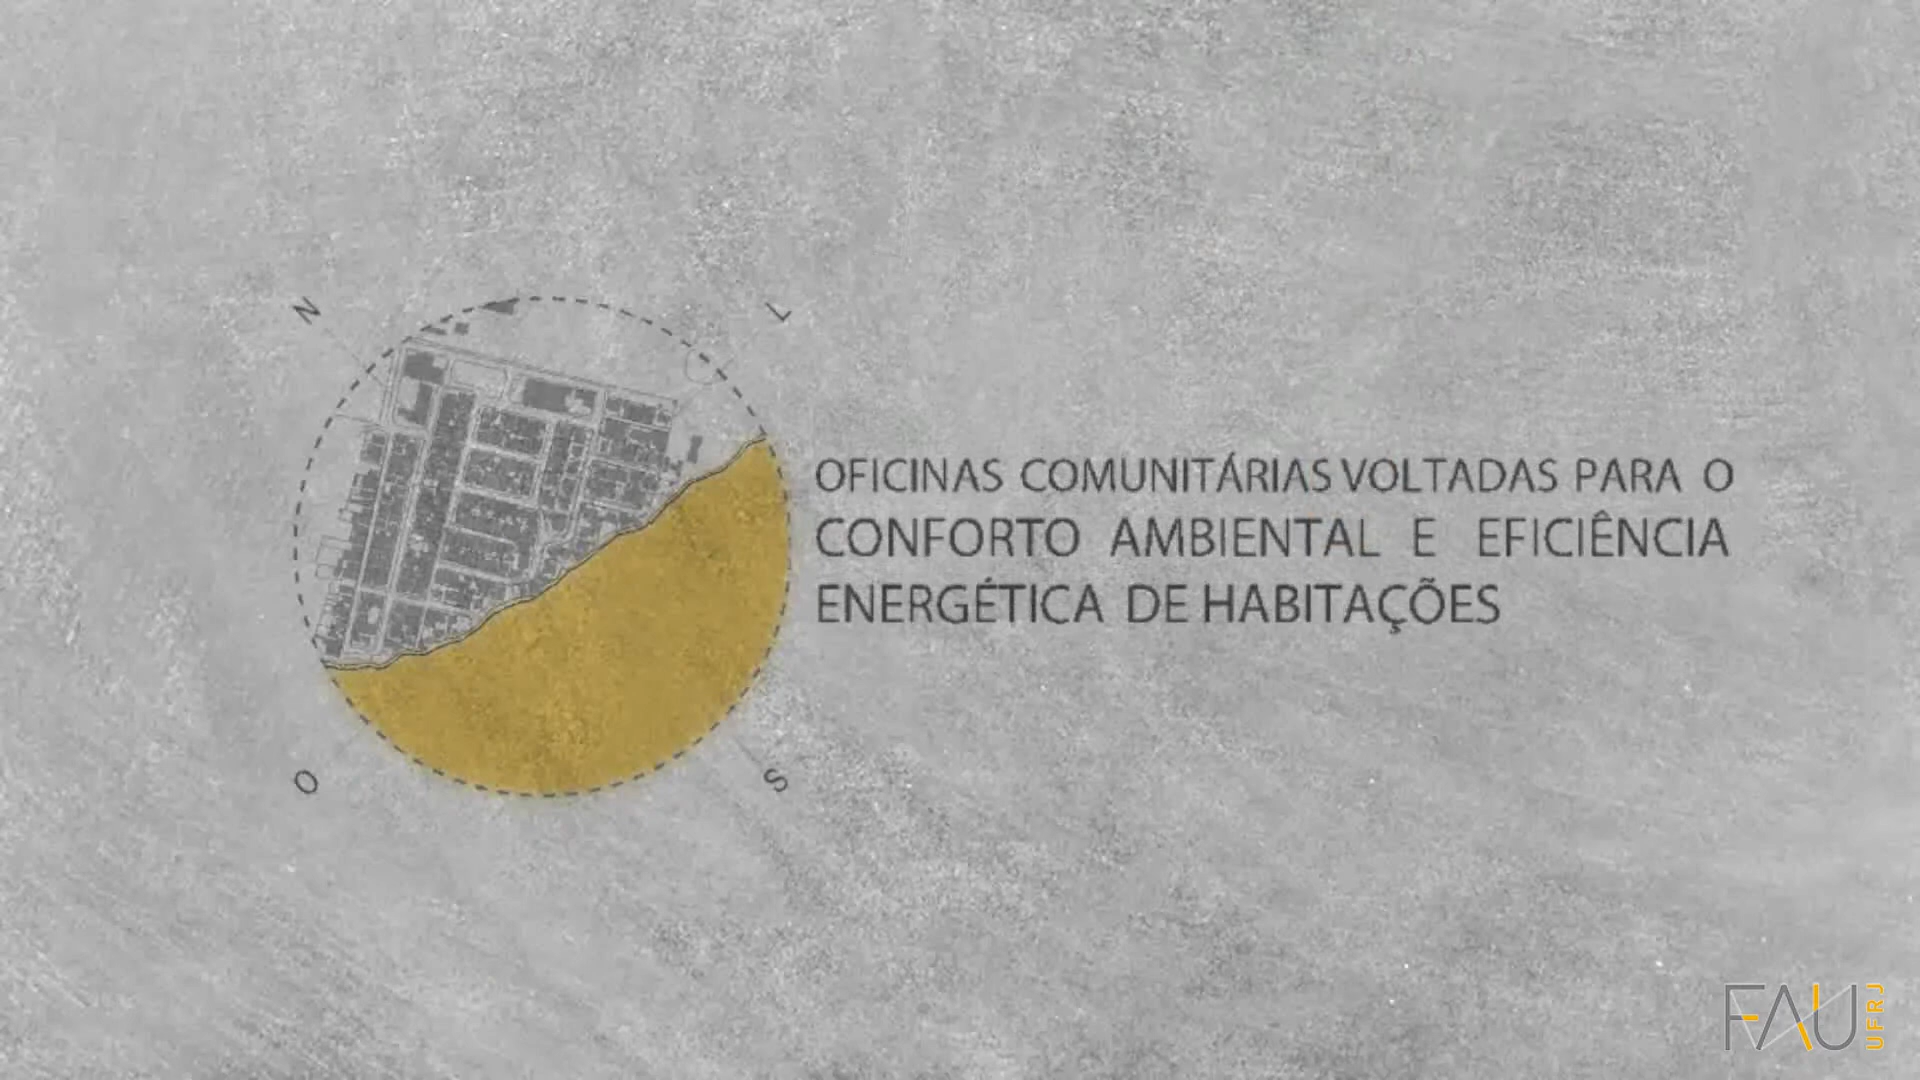 N
L
OFICINAS COMUNITÁRIAS VOLTADAS PARA O
CONFORTO AMBIENTAL E EFICIÊNCIA
ENERGÉTICA DE HABITAÇÕES
O
S
FAU
UFRJ